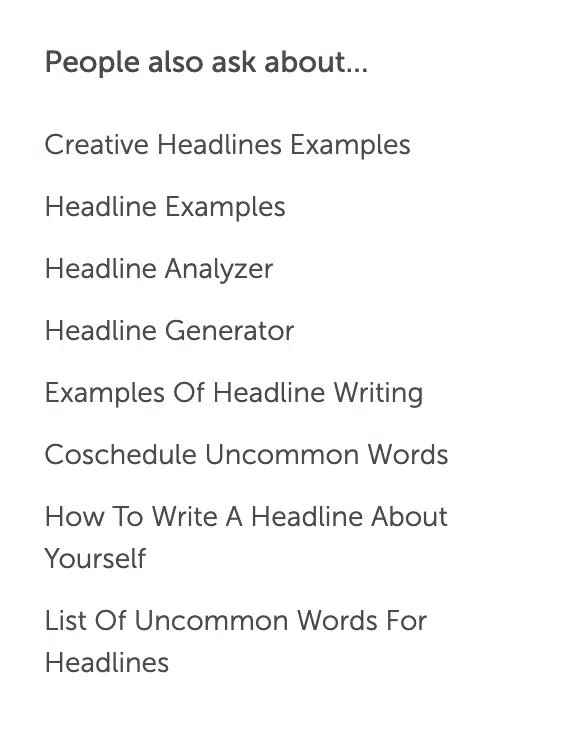 People also ask about...
Creative Headlines Examples
Headline Examples
Headline Analyzer
Headline Generator
Examples Of Headline Writing
Coschedule Uncommon Words
How To Write A Headline About
Yourself
List Of Uncommon Words For
Headlines